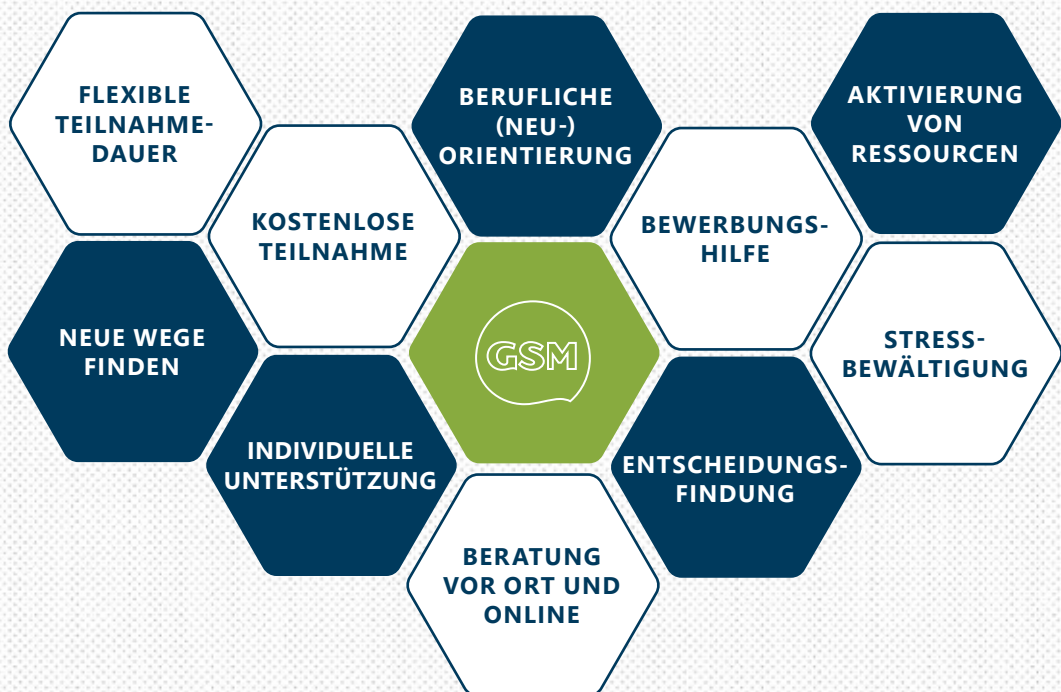 FLEXIBLE
TEILNAHME-
DAUER
BERUFLICHE
(NEU-)
ORIENTIERUNG
AKTIVIERUNG
VON
RESSOURCEN
KOSTENLOSE
TEILNAHME
BEWERBUNGS-
HILFE
NEUE WEGE
FINDEN
GSM
STRESS-
BEWÄLTIGUNG
INDIVIDUELLE
UNTERSTÜTZUNG
ENTSCHEIDUNGS-
FINDUNG
BERATUNG
VOR ORT UND
ONLINE